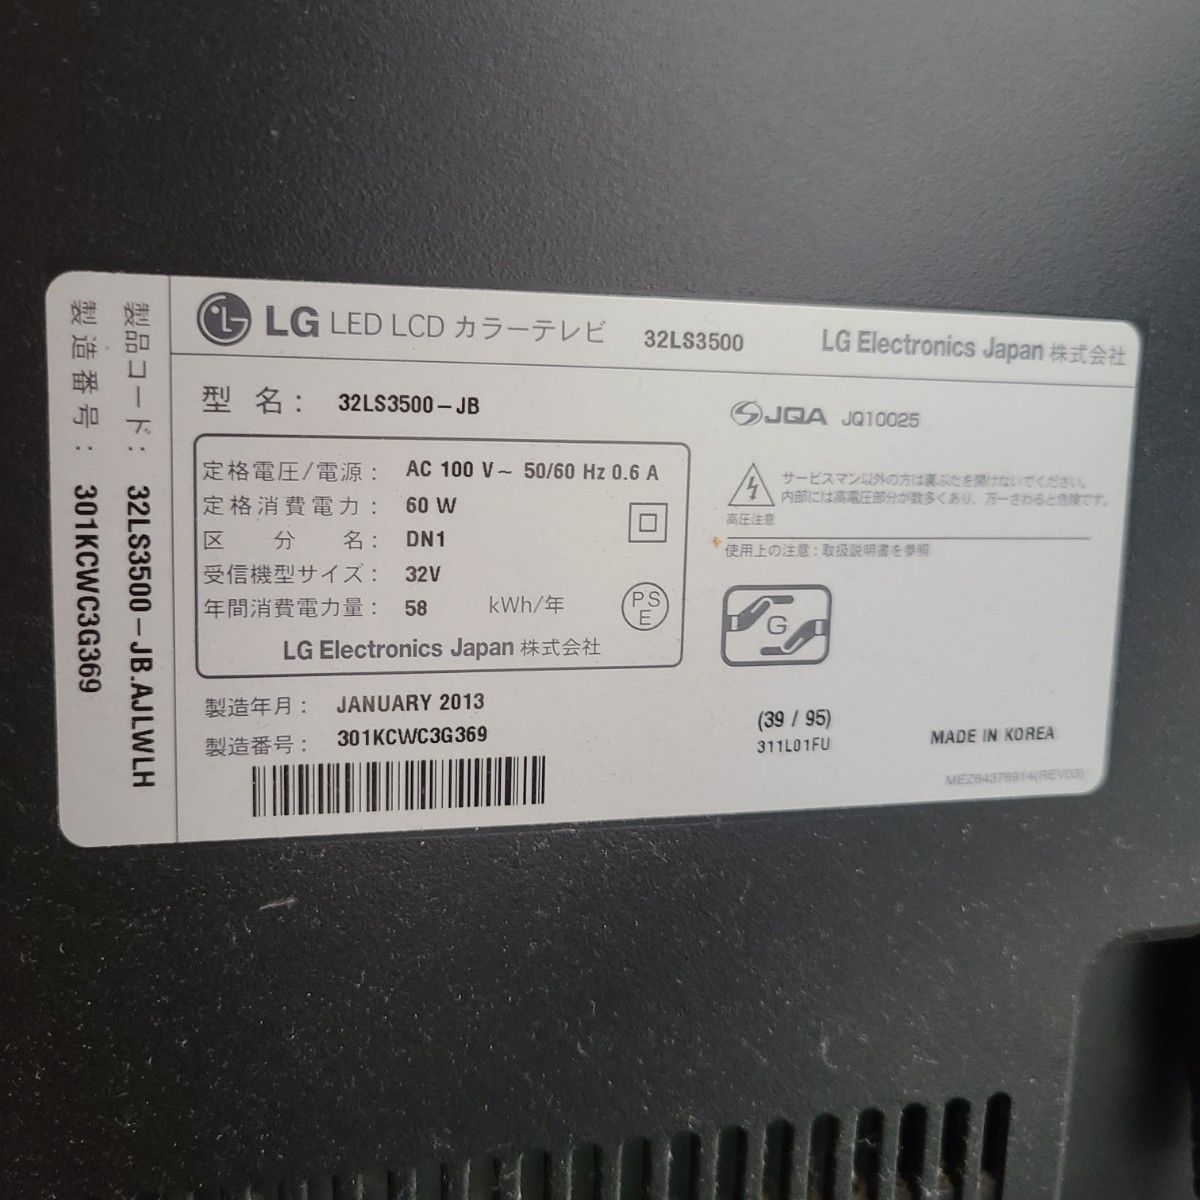 LG LED LCD カラーテレビ 32LS3500 LG Electronics Japan 株式会社
型名: 32LS3500-JB
定格電圧/電源: AC 100 V~ 50/60 Hz 0.6 A
定格消費電力: 60 W
区分名: DN1
受信機型サイズ: 32V
年間消費電力量: 58 kWh/年
PS
E
LG Electronics Japan 株式会社
製造年月: JANUARY 2013
製造番号: 301KCWC3G369
JQA JQ10025
サービスマン以外の方は裏ぶたを開けないでください。
内部には高電圧部分が数多くあり、万一さわると危険です。
高圧注意
使用上の注意:取扱説明書を参照
G
(39 / 95)
311L01FU
MADE IN KOREA
MEZ64376914(REV03)
製品コード: 32LS3500-JB.AJLWLH
製造番号: 301KCWC3G369